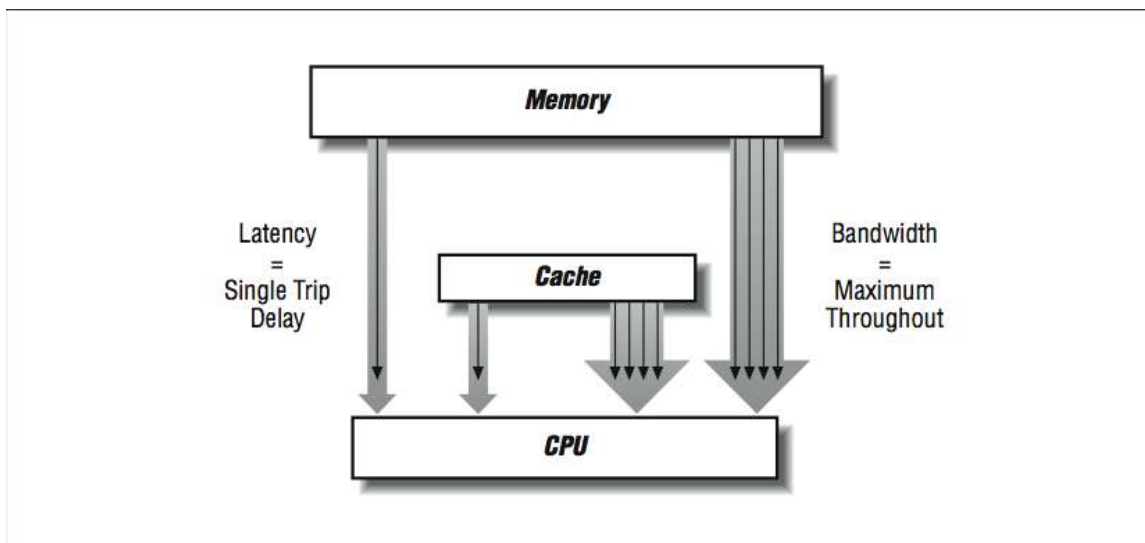 Memory
Latency
=
Single Trip
Delay
Cache
Bandwidth
=
Maximum
Throughout
CPU